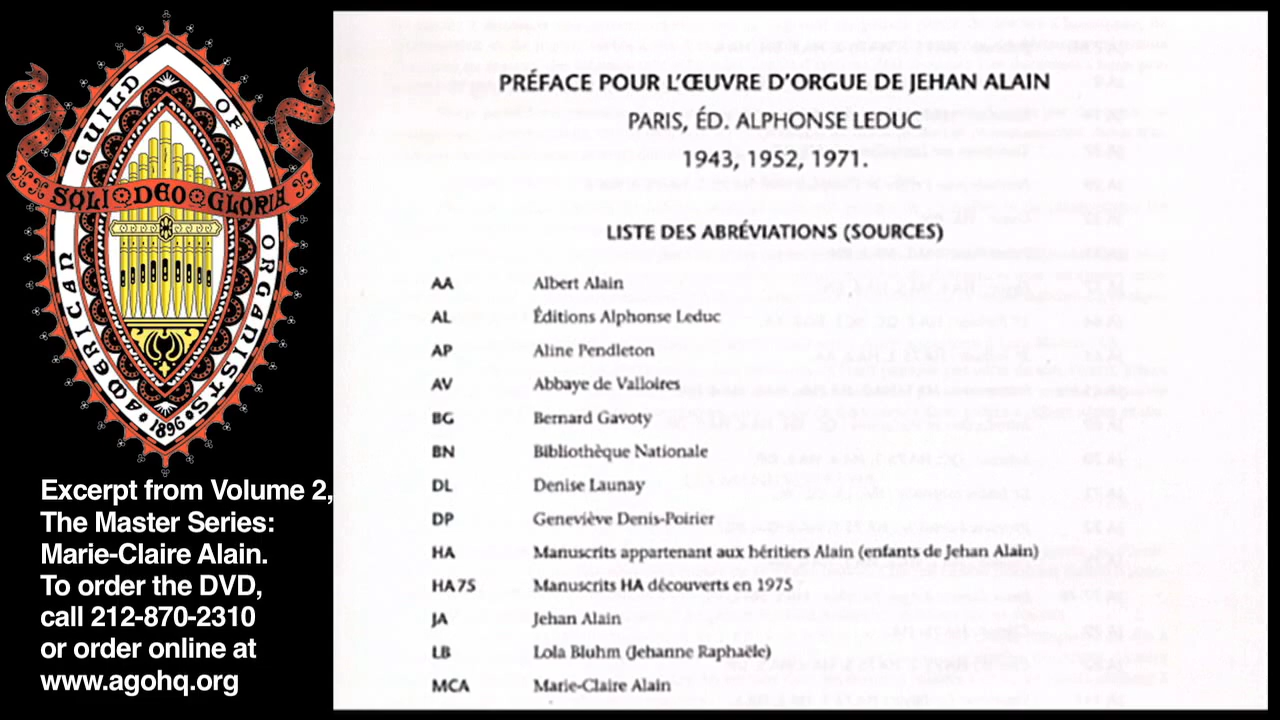 AMERICAN GUILD OF ORGANISTS
SOLI DEO GLORIA
1896
Excerpt from Volume 2,
The Master Series:
Marie-Claire Alain.
To order the DVD,
call 212-870-2310
or order online at
www.agohq.org
PRÉFACE POUR L'ŒUVRE D'ORGUE DE JEHAN ALAIN
PARIS, ÉD. ALPHONSE LEDUC
1943, 1952, 1971.
LISTE DES ABRÉVIATIONS (SOURCES)
AA Albert Alain
AL Éditions Alphonse Leduc
AP Aline Pendleton
AV Abbaye de Valloires
BG Bernard Gavoty
BN Bibliothèque Nationale
DL Denise Launay
DP Geneviève Denis-Poirier
HA Manuscrits appartenant aux héritiers Alain (enfants de Jehan Alain)
HA75 Manuscrits HA découverts en 1975
JA Jehan Alain
LB Lola Bluhm (Jehanne Raphaële)
MCA Marie-Claire Alain